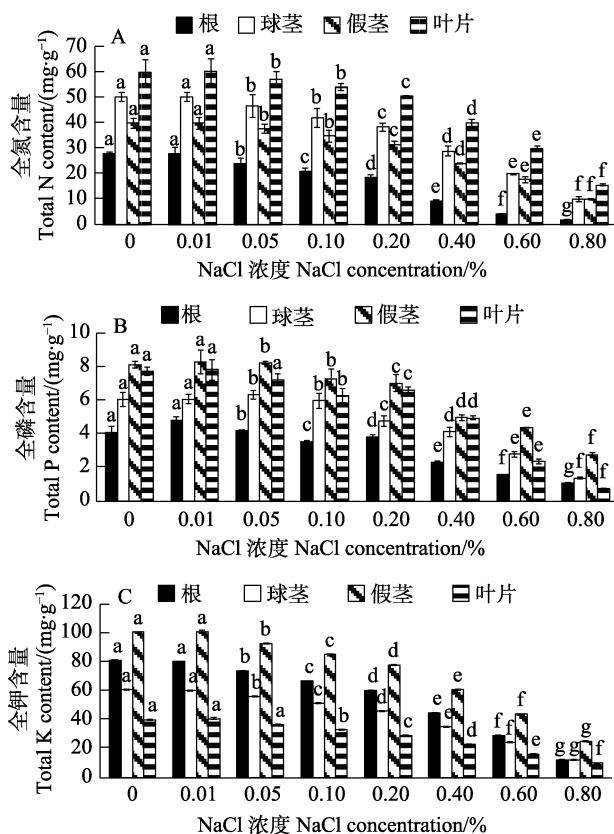 A
根 球茎 假茎 叶片
全氮含量
Total N content/(mg·g⁻¹)
70
60
50
40
30
20
10
0
a a a a
a a a a
a b b b
c b b b
d c c c
e d d d
f e e e
g f f f
0 0.01 0.05 0.10 0.20 0.40 0.60 0.80
NaCl 浓度 NaCl concentration/%
B
根 球茎 假茎 叶片
全磷含量
Total P content/(mg·g⁻¹)
10
8
6
4
2
0
a a a a
a a a a
b b b a
c b b b
d d c c
e d d d
f e e f
g f f f
0 0.01 0.05 0.10 0.20 0.40 0.60 0.80
NaCl 浓度 NaCl concentration/%
C
根 球茎 假茎 叶片
全钾含量
Total K content/(mg·g⁻¹)
120
100
80
60
40
20
0
a a a a
a a a a
b b b a
c c c b
d d d c
e e e d
f f f e
g g g f
0 0.01 0.05 0.10 0.20 0.40 0.60 0.80
NaCl 浓度 NaCl concentration/%